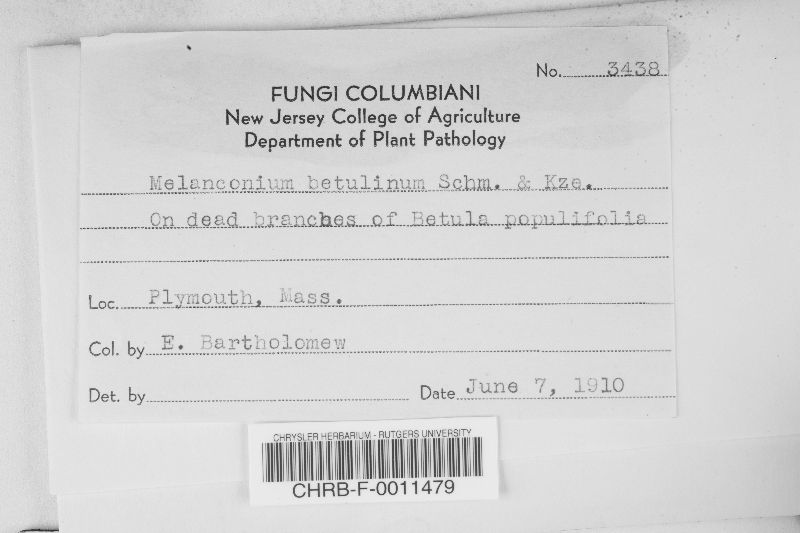 No. 3438
FUNGI COLUMBIANI
New Jersey College of Agriculture
Department of Plant Pathology
Melanconium betulinum Schm. & Kze.
On dead branches of Betula populifolia
Loc. Plymouth, Mass.
Col. by E. Bartholomew
Det. by
Date June 7, 1910
CHRYSLER HERBARIUM - RUTGERS UNIVERSITY
CHRB-F-0011479